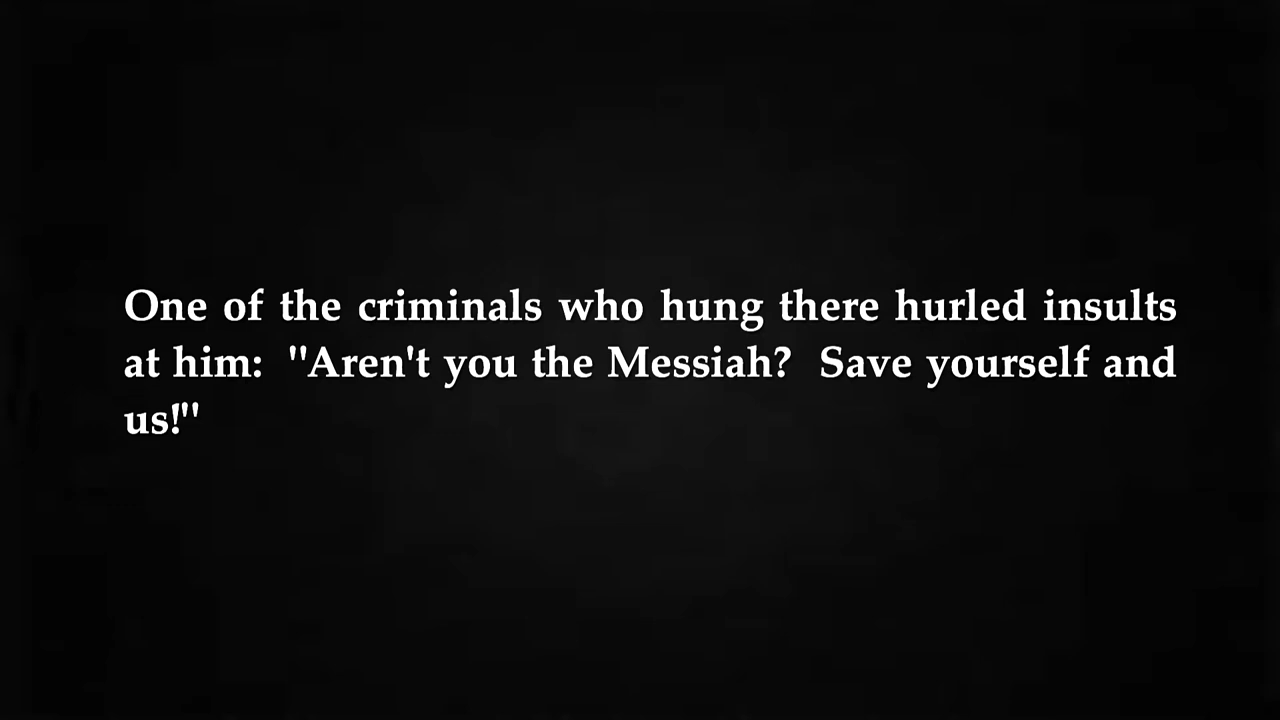 One of the criminals who hung there hurled insults
at him:  "Aren't you the Messiah?  Save yourself and
us!"